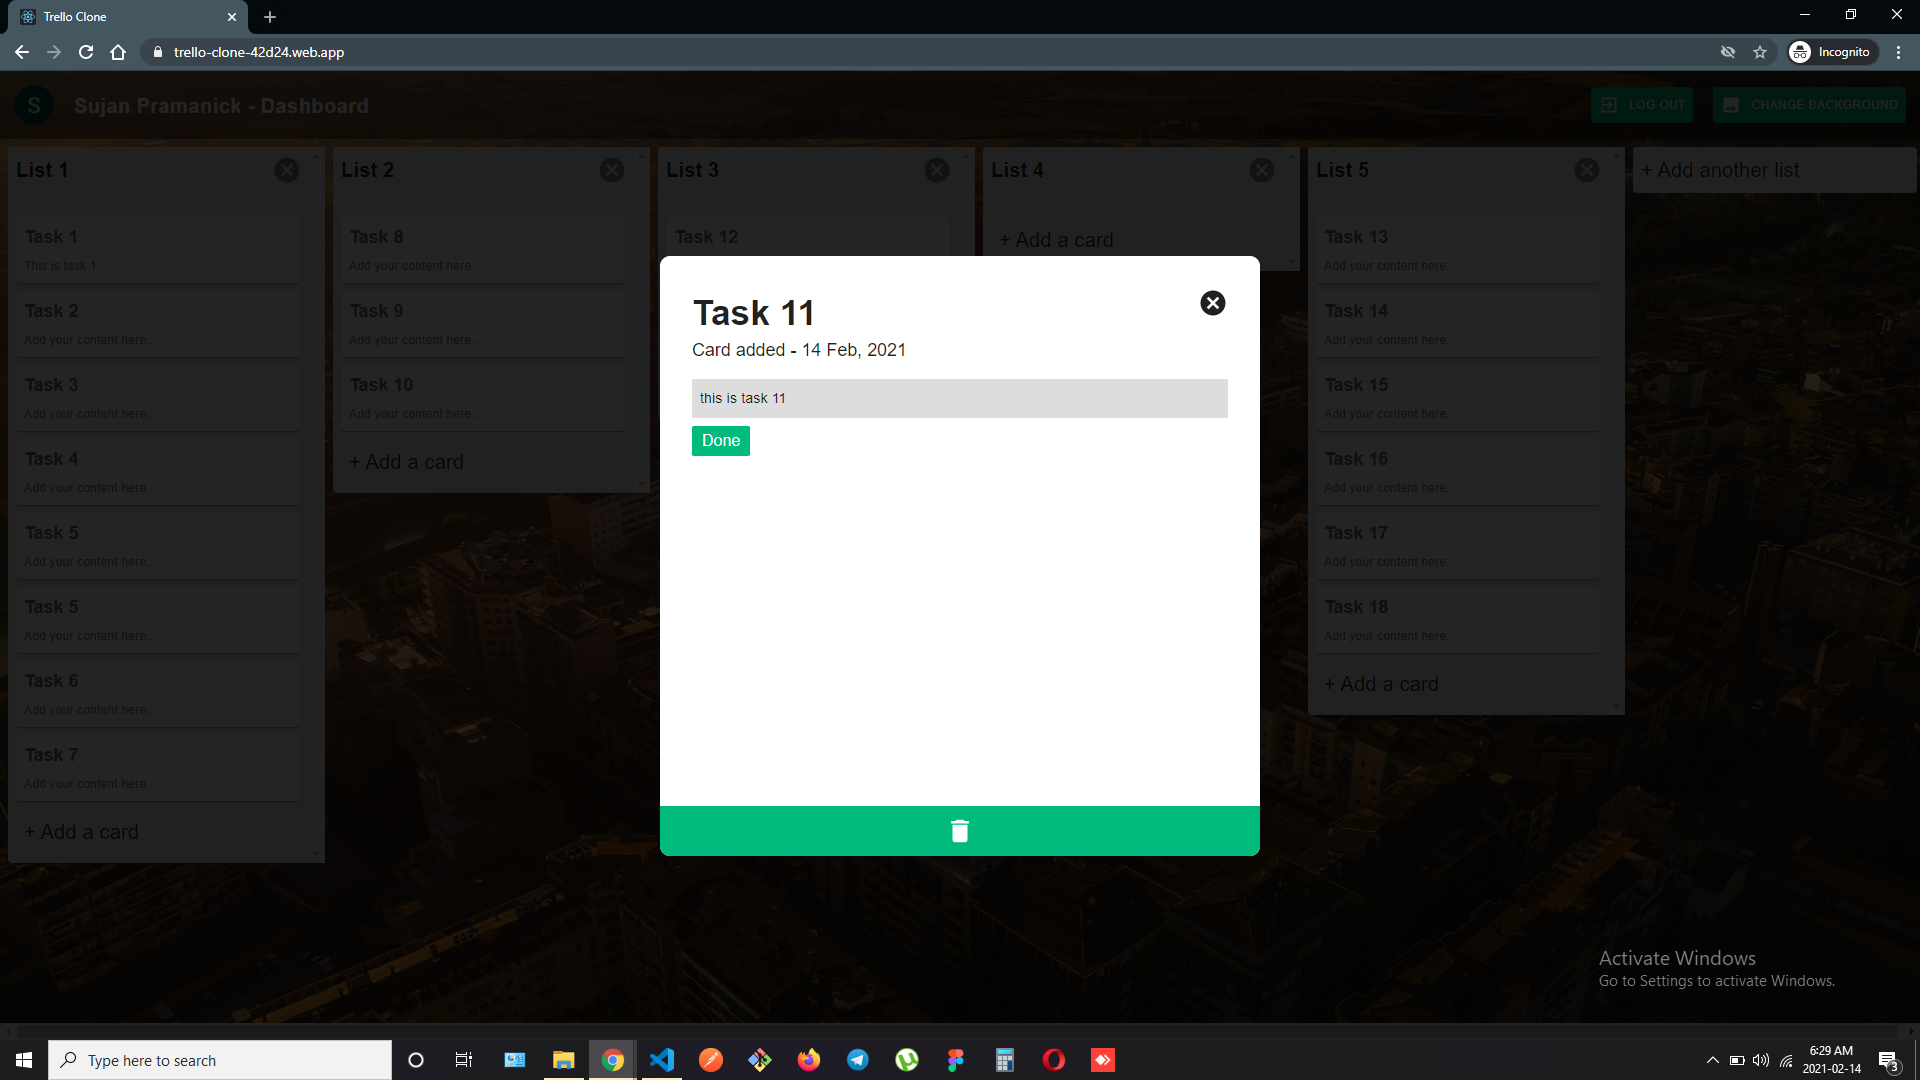 Trello Clone
trello-clone-42d24.web.app
Incognito
S
Sujan Pramanick - Dashboard
LOG OUT
CHANGE BACKGROUND
List 1
Task 1
This is task 1
Task 2
Add your content here..
Task 3
Add your content here..
Task 4
Add your content here..
Task 5
Add your content here..
Task 5
Add your content here..
Task 6
Add your content here..
Task 7
Add your content here..
+ Add a card
List 2
Task 8
Add your content here..
Task 9
Add your content here..
Task 10
Add your content here..
+ Add a card
List 3
Task 12
List 4
+ Add a card
List 5
Task 13
Add your content here..
Task 14
Add your content here..
Task 15
Add your content here..
Task 16
Add your content here..
Task 17
Add your content here..
Task 18
Add your content here..
+ Add a card
+ Add another list
Task 11
Card added - 14 Feb, 2021
this is task 11
Done
Activate Windows
Go to Settings to activate Windows.
Type here to search
6:29 AM
2021-02-14
3